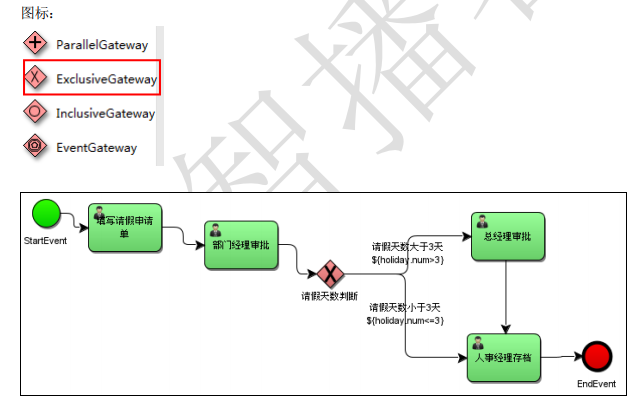 图标：
ParallelGateway
ExclusiveGateway
InclusiveGateway
EventGateway
智播
StartEvent
填写请假申请
单
部门经理审批
请假天数判断
请假天数大于3天
${holiday.num>3}
总经理审批
请假天数小于3天
${holiday.num<=3}
人事经理存档
EndEvent